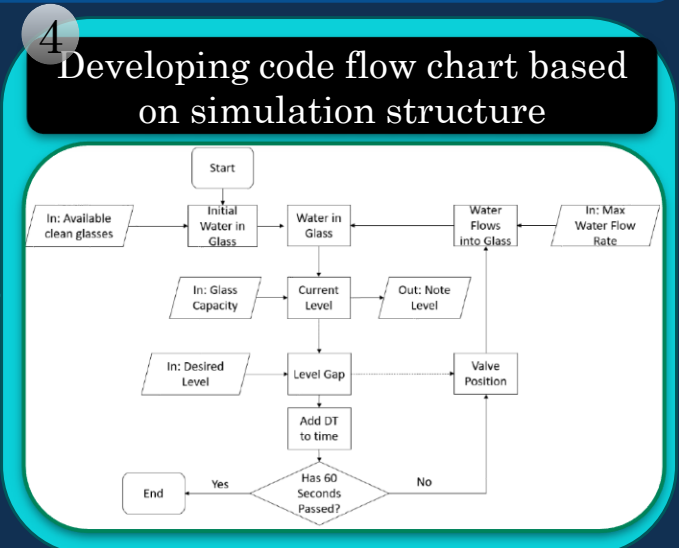 4
Developing code flow chart based
on simulation structure
Start
In: Available
clean glasses
Initial
Water in
Glass
Water in
Glass
Water
Flows
into Glass
In: Max
Water Flow
Rate
In: Glass
Capacity
Current
Level
Out: Note
Level
In: Desired
Level
Level Gap
Valve
Position
Add DT
to time
End
Yes
Has 60
Seconds
Passed?
No